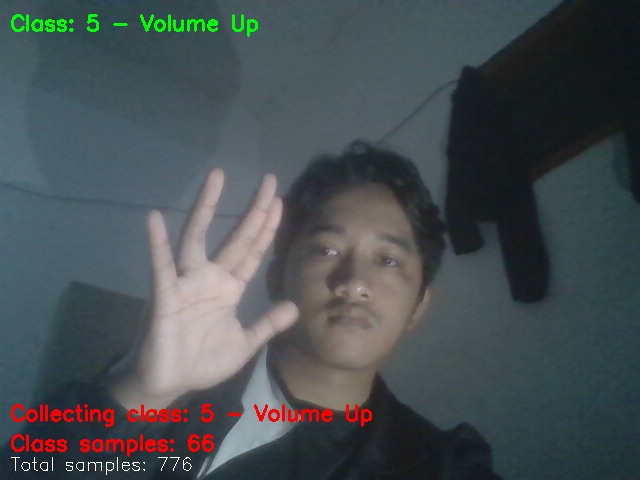 Class: 5 - Volume Up
Collecting class: 5 - Volume Up
Class samples: 66
Total samples: 776